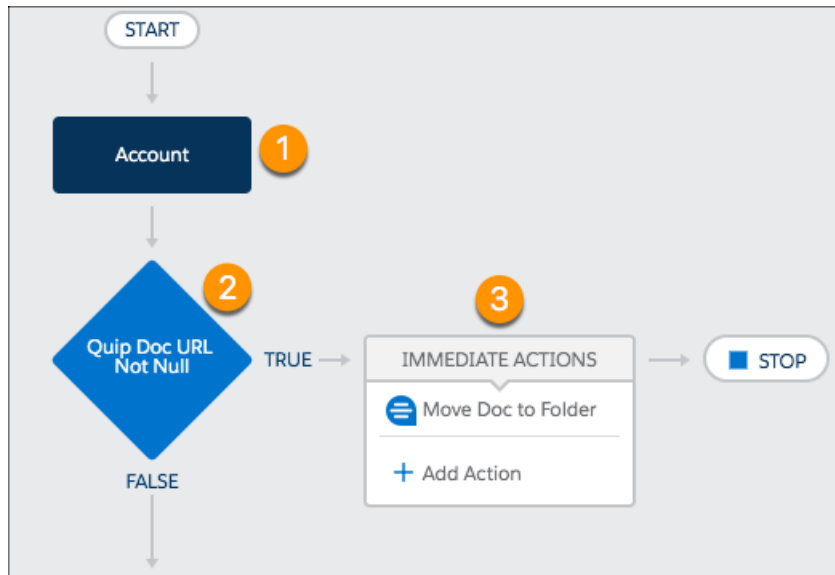 START
Account
1
2
Quip Doc URL
Not Null
TRUE
3
IMMEDIATE ACTIONS
Move Doc to Folder
+ Add Action
STOP
FALSE